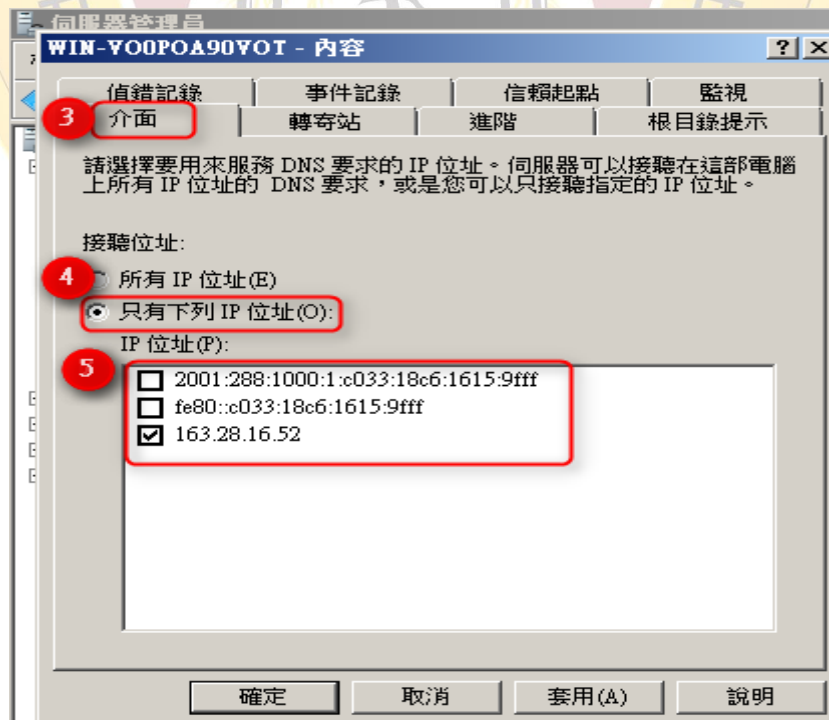 伺服器管理員
WIN-VO0POA90VOT - 內容
偵錯記錄 事件記錄 信賴起點 監視
3 介面 轉寄站 進階 根目錄提示
請選擇要用來服務 DNS 要求的 IP 位址。伺服器可以接聽在這部電腦
上所有 IP 位址的 DNS 要求,或是您可以只接聽指定的 IP 位址。
接聽位址:
4 所有 IP 位址(E)
只有下列 IP 位址(O):
IP 位址(P):
5
2001:288:1000:1:c033:18c6:1615:9fff
fe80::c033:18c6:1615:9fff
163.28.16.52
確定 取消 套用(A) 說明